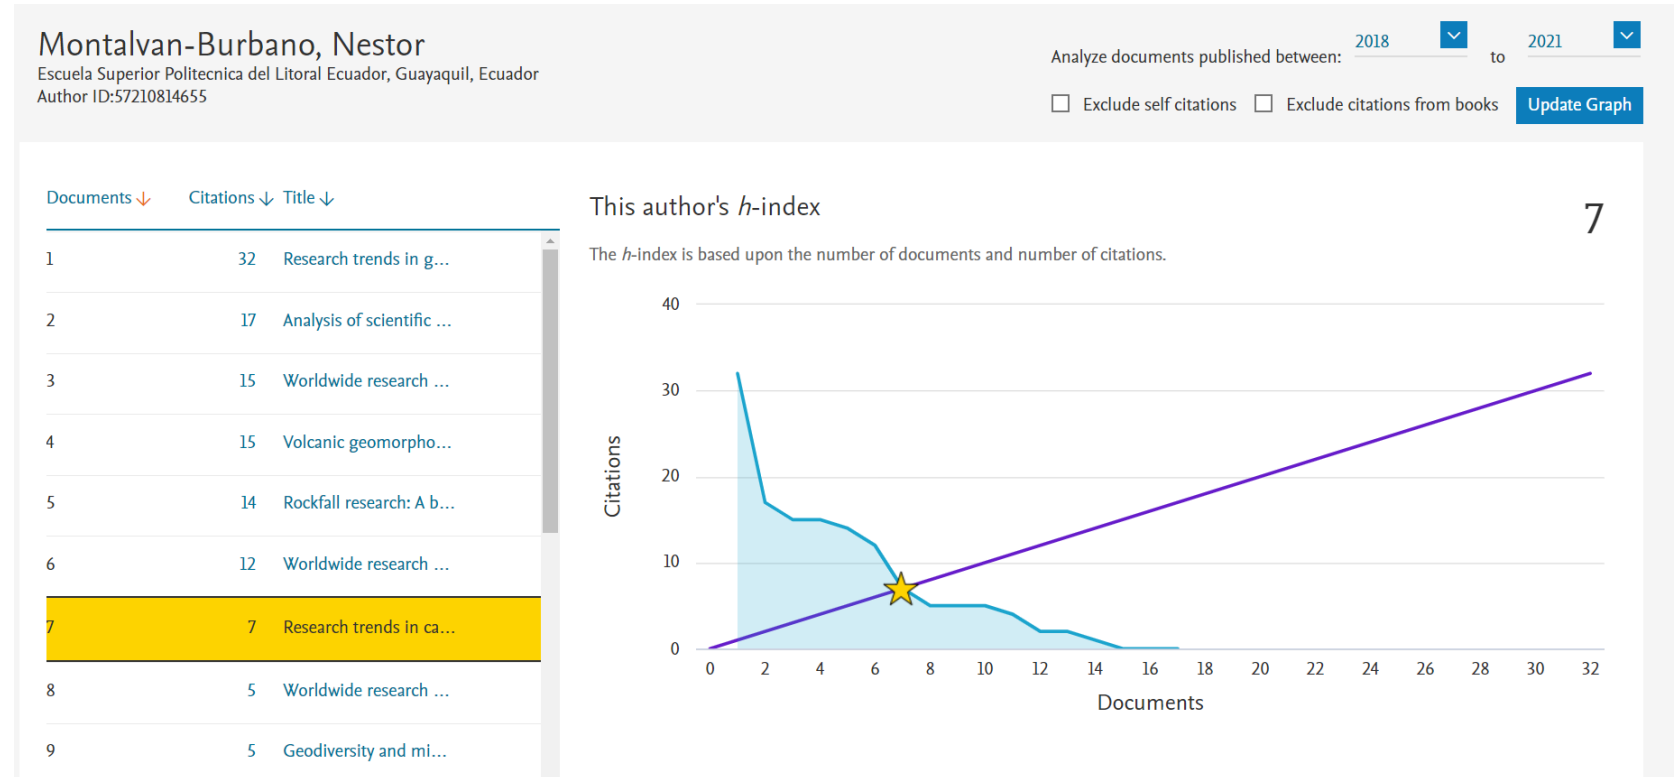 Montalvan-Burbano, Nestor
Escuela Superior Politecnica del Litoral Ecuador, Guayaquil, Ecuador
Author ID:57210814655
Analyze documents published between: 2018 to 2021
Exclude self citations Exclude citations from books Update Graph
Documents Citations Title
1 32 Research trends in g...
2 17 Analysis of scientific ...
3 15 Worldwide research ...
4 15 Volcanic geomorpho...
5 14 Rockfall research: A b...
6 12 Worldwide research ...
7 7 Research trends in ca...
8 5 Worldwide research ...
9 5 Geodiversity and mi...
This author's h-index
7
The h-index is based upon the number of documents and number of citations.
40
30
20
10
0
Citations
0 2 4 6 8 10 12 14 16 18 20 22 24 26 28 30 32
Documents